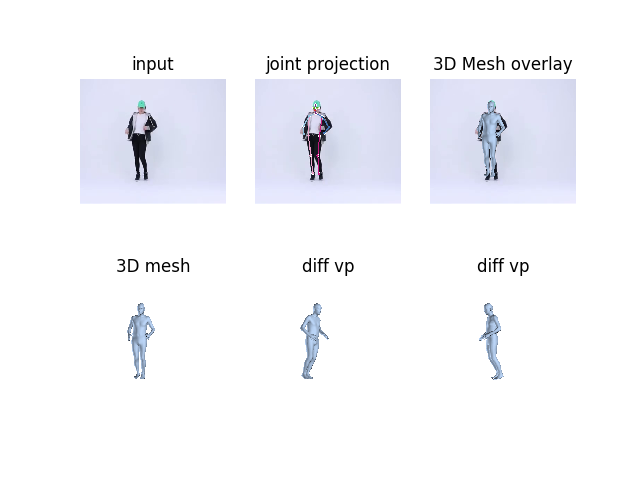 input
joint projection
3D Mesh overlay
3D mesh
diff vp
diff vp